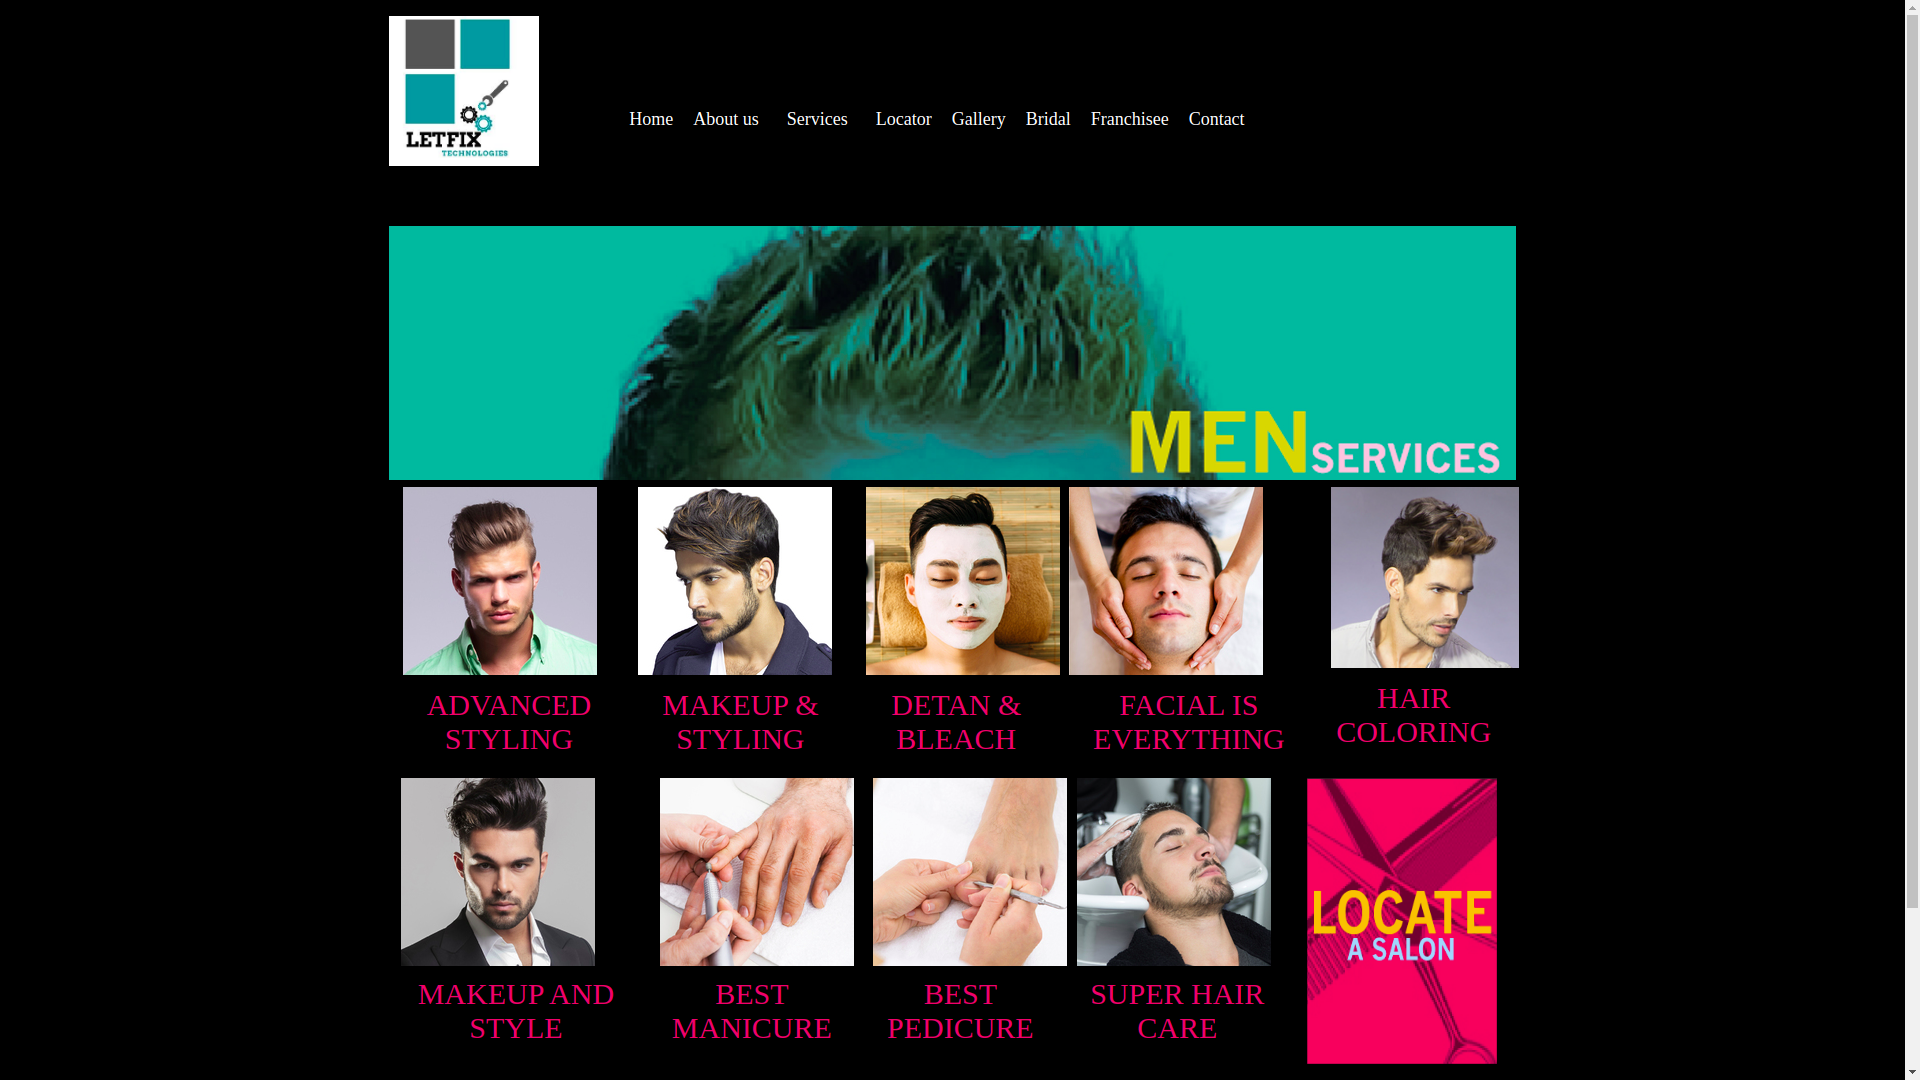 LETFIX
TECHNOLOGIES
Home About us Services Locator Gallery Bridal Franchisee Contact
MEN SERVICES
ADVANCED
STYLING
MAKEUP &
STYLING
DETAN &
BLEACH
FACIAL IS
EVERYTHING
HAIR
COLORING
MAKEUP AND
STYLE
BEST
MANICURE
BEST
PEDICURE
SUPER HAIR
CARE
LOCATE
A SALON